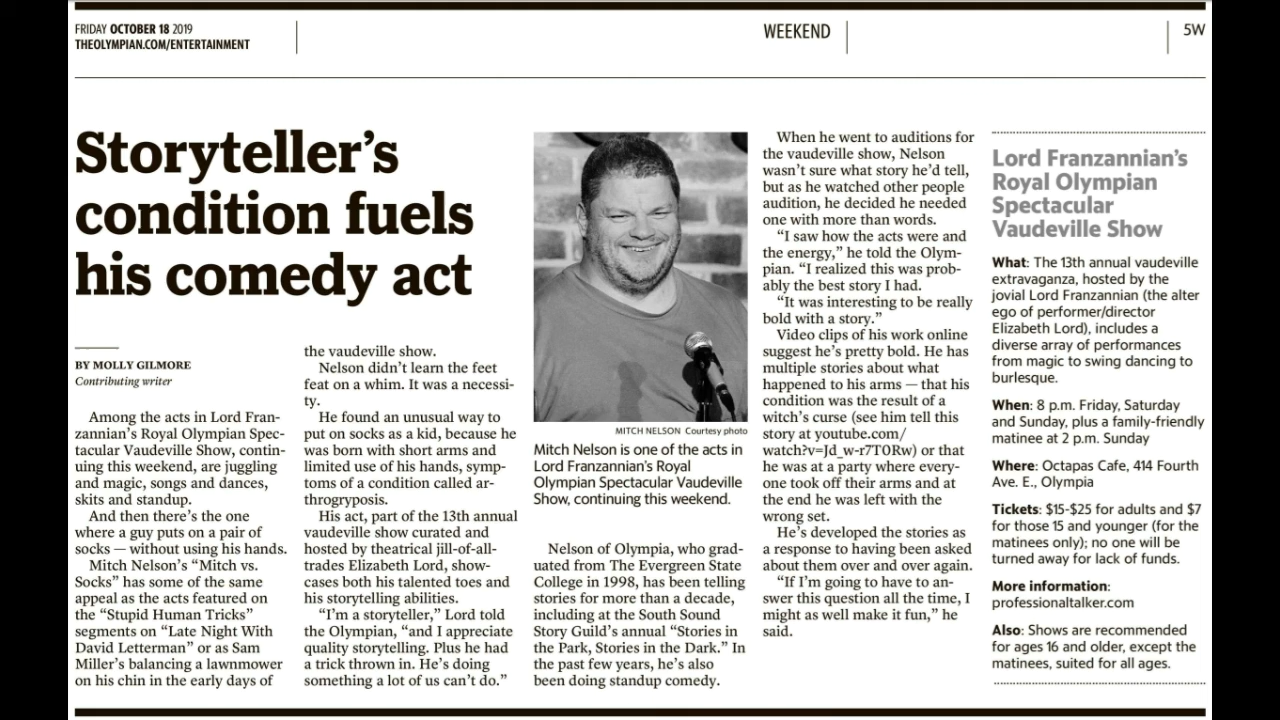 FRIDAY OCTOBER 18 2019
THEOLYMPIAN.COM/ENTERTAINMENT
WEEKEND
5W
Storyteller's
condition fuels
his comedy act
BY MOLLY GILMORE
Contributing writer
Among the acts in Lord Fran-
zannian's Royal Olympian Spec-
tacular Vaudeville Show, contin-
uing this weekend, are juggling
and magic, songs and dances,
skits and standup.
And then there's the one
where a guy puts on a pair of
socks — without using his hands.
Mitch Nelson's "Mitch vs.
Socks" has some of the same
appeal as the acts featured on
the "Stupid Human Tricks"
segments on "Late Night With
David Letterman" or as Sam
Miller's balancing a lawnmower
on his chin in the early days of
the vaudeville show.
Nelson didn't learn the feet
feat on a whim. It was a necessi-
ty.
He found an unusual way to
put on socks as a kid, because he
was born with short arms and
limited use of his hands, symp-
toms of a condition called ar-
throgryposis.
His act, part of the 13th annual
vaudeville show curated and
hosted by theatrical jill-of-all-
trades Elizabeth Lord, show-
cases both his talented toes and
his storytelling abilities.
"I'm a storyteller," Lord told
the Olympian, "and I appreciate
quality storytelling. Plus he had
a trick thrown in. He's doing
something a lot of us can't do."
MITCH NELSON Courtesy photo
Mitch Nelson is one of the acts in
Lord Franzannian's Royal
Olympian Spectacular Vaudeville
Show, continuing this weekend.
Nelson of Olympia, who grad-
uated from The Evergreen State
College in 1998, has been telling
stories for more than a decade,
including at the South Sound
Story Guild's annual "Stories in
the Park, Stories in the Dark." In
the past few years, he's also
been doing standup comedy.
When he went to auditions for
the vaudeville show, Nelson
wasn't sure what story he'd tell,
but as he watched other people
audition, he decided he needed
one with more than words.
"I saw how the acts were and
the energy," he told the Olym-
pian. "I realized this was prob-
ably the best story I had.
"It was interesting to be really
bold with a story."
Video clips of his work online
suggest he's pretty bold. He has
multiple stories about what
happened to his arms — that his
condition was the result of a
witch's curse (see him tell this
story at youtube.com/
watch?v=Jd_w-r7T0Rw) or that
he was at a party where every-
one took off their arms and at
the end he was left with the
wrong set.
He's developed the stories as
a response to having been asked
about them over and over again.
"If I'm going to have to an-
swer this question all the time, I
might as well make it fun," he
said.
Lord Franzannian's
Royal Olympian
Spectacular
Vaudeville Show
What: The 13th annual vaudeville
extravaganza, hosted by the
jovial Lord Franzannian (the alter
ego of performer/director
Elizabeth Lord), includes a
diverse array of performances
from magic to swing dancing to
burlesque.
When: 8 p.m. Friday, Saturday
and Sunday, plus a family-friendly
matinee at 2 p.m. Sunday
Where: Octapas Cafe, 414 Fourth
Ave. E., Olympia
Tickets: $15-$25 for adults and $7
for those 15 and younger (for the
matinees only); no one will be
turned away for lack of funds.
More information:
professionaltalker.com
Also: Shows are recommended
for ages 16 and older, except the
matinees, suited for all ages.